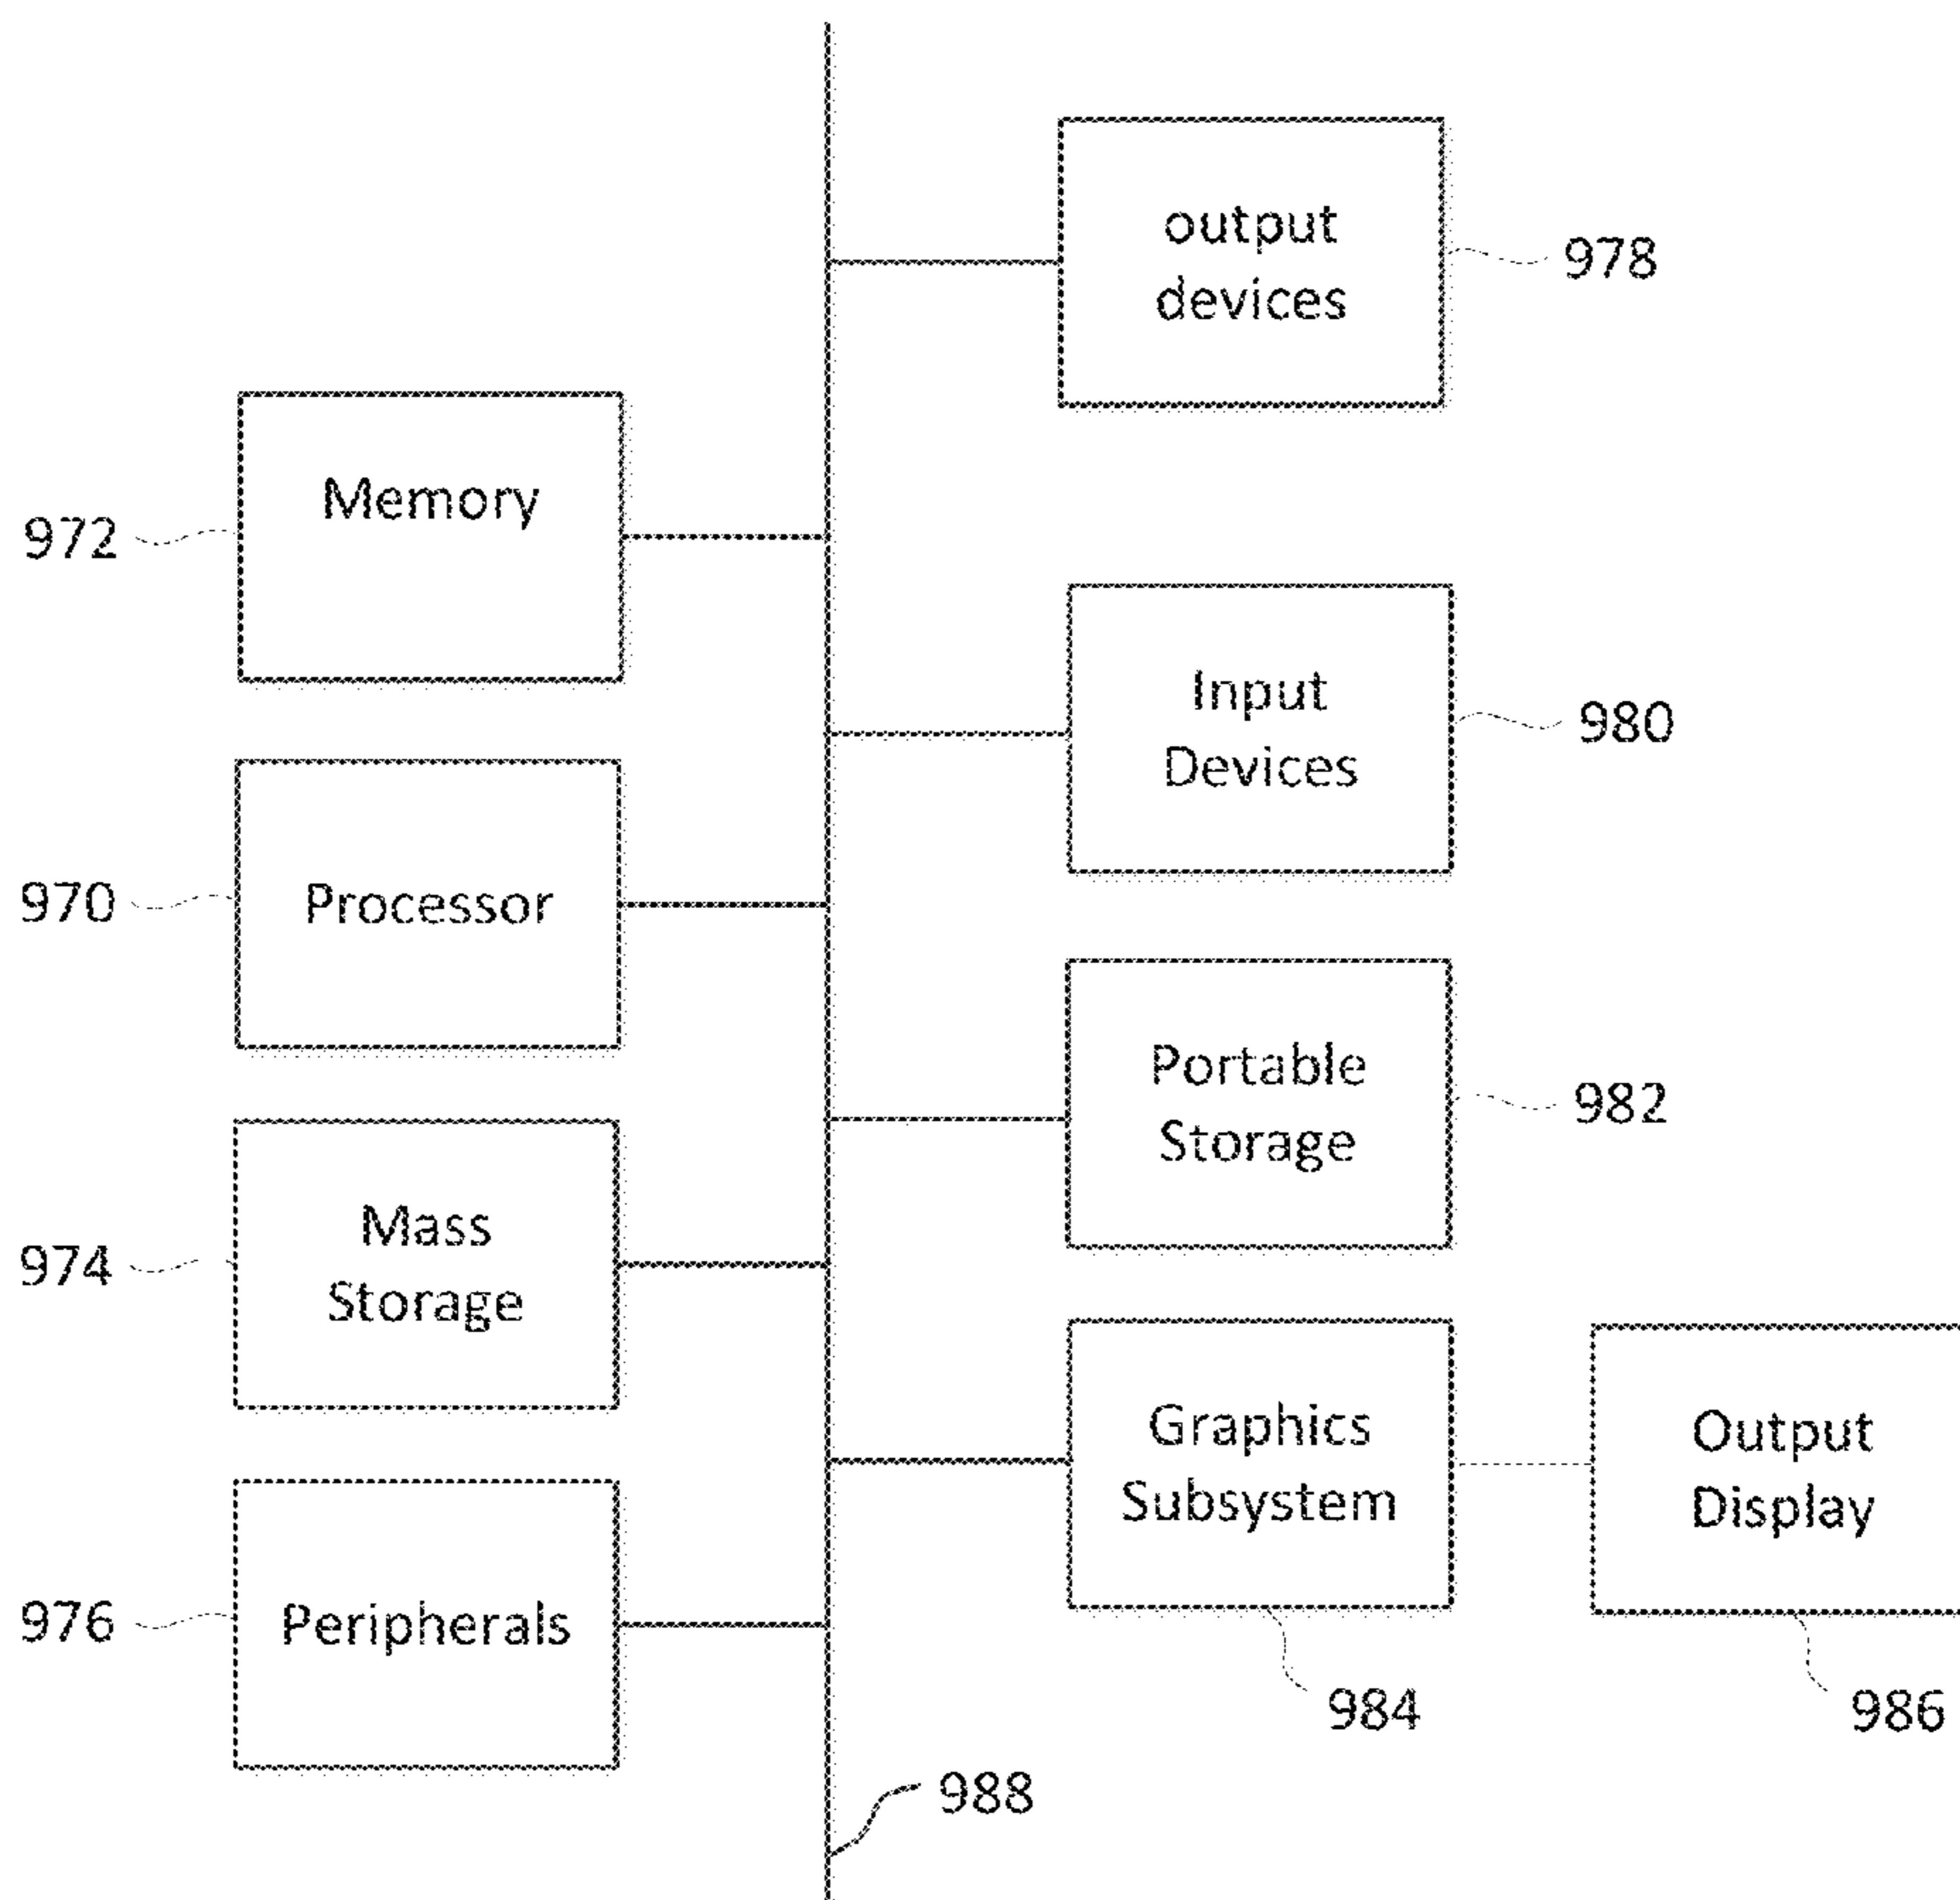 output
devices
978
Memory
972
Input
Devices
980
Processor
970
Portable
Storage
982
Mass
Storage
974
Graphics
Subsystem
984
Output
Display
986
Peripherals
976
988